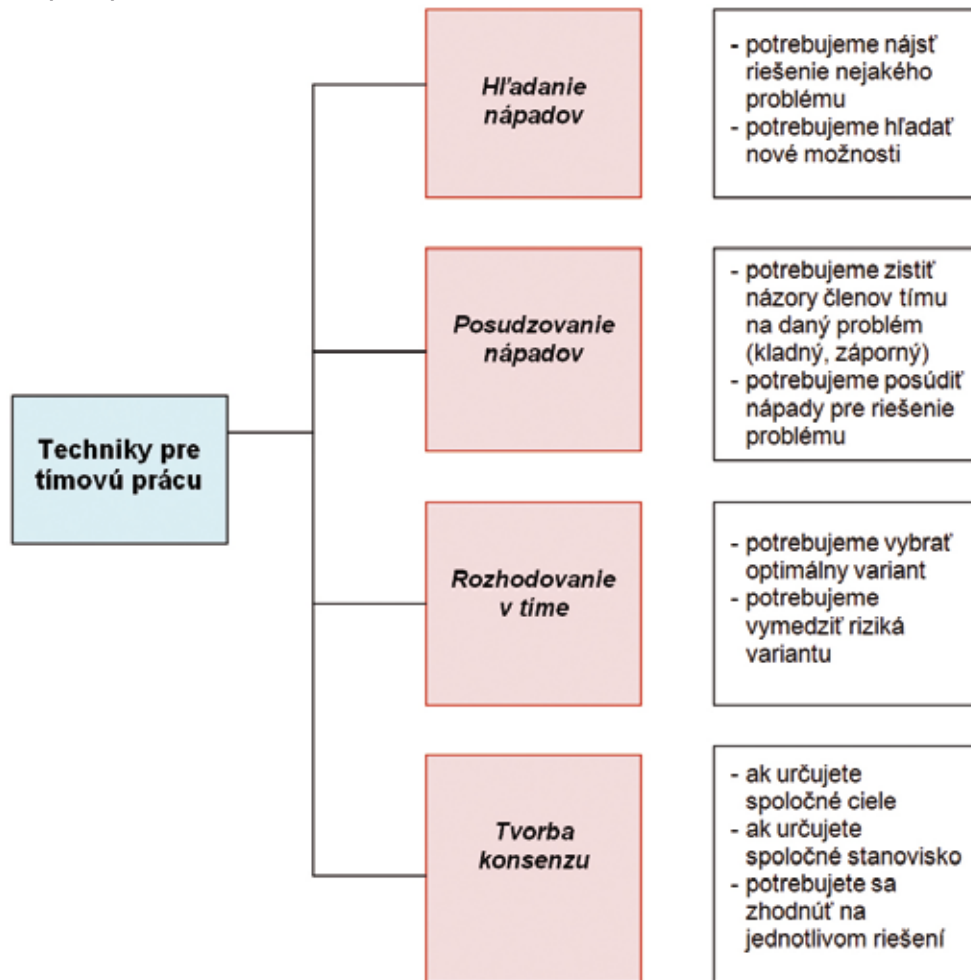 Hľadanie
nápadov
- potrebujeme nájsť
riešenie nejakého
problému
- potrebujeme hľadať
nové možnosti
Posudzovanie
nápadov
- potrebujeme zistiť
názory členov tímu
na daný problém
(kladný, záporný)
- potrebujeme posúdiť
nápady pre riešenie
problému
Techniky pre
tímovú prácu
Rozhodovanie
v tíme
- potrebujeme vybrať
optimálny variant
- potrebujeme
vymedziť riziká
variantu
Tvorba
konsenzu
- ak určujete
spoločné ciele
- ak určujete
spoločné stanovisko
- potrebujete sa
zhodnúť na
jednotlivom riešení